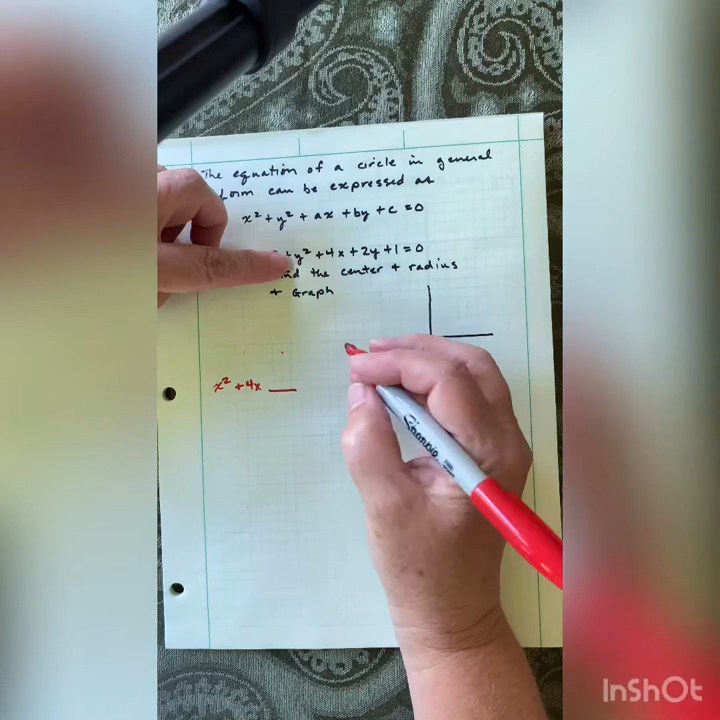 The equation of a circle in general
form can be expressed as
x² + y² + ax + by + c = 0
+ y² + 4x + 2y + 1 = 0
the center + radius
+ Graph
x² + 4x ___
Sharpie
InShOt